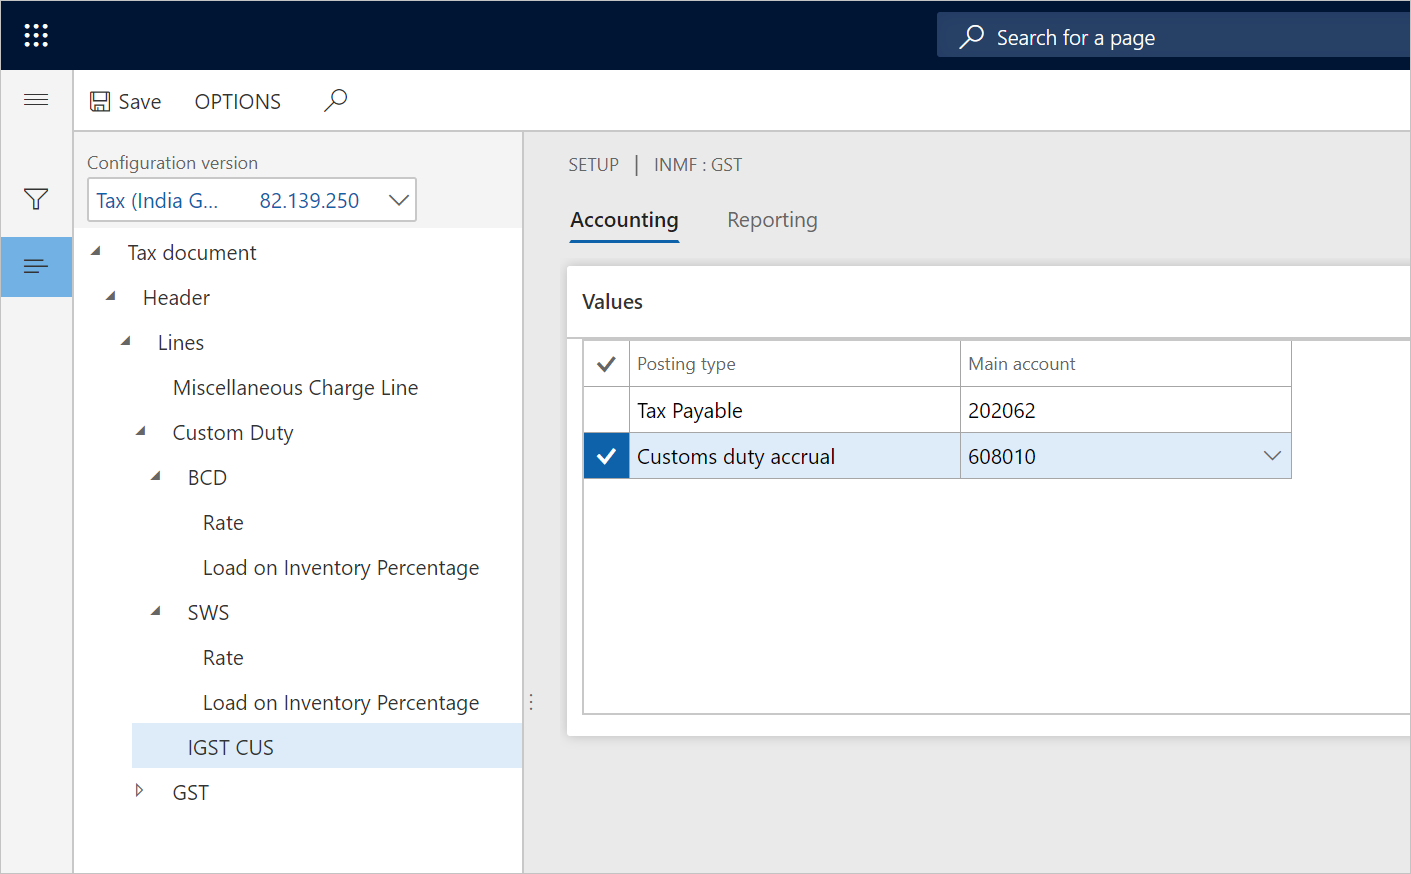 Search for a page
Save OPTIONS
Configuration version
Tax (India G... 82.139.250
Tax document
Header
Lines
Miscellaneous Charge Line
Custom Duty
BCD
Rate
Load on Inventory Percentage
SWS
Rate
Load on Inventory Percentage
IGST CUS
GST
SETUP | INMF : GST
Accounting Reporting
Values
Posting type Main account
Tax Payable 202062
Customs duty accrual 608010